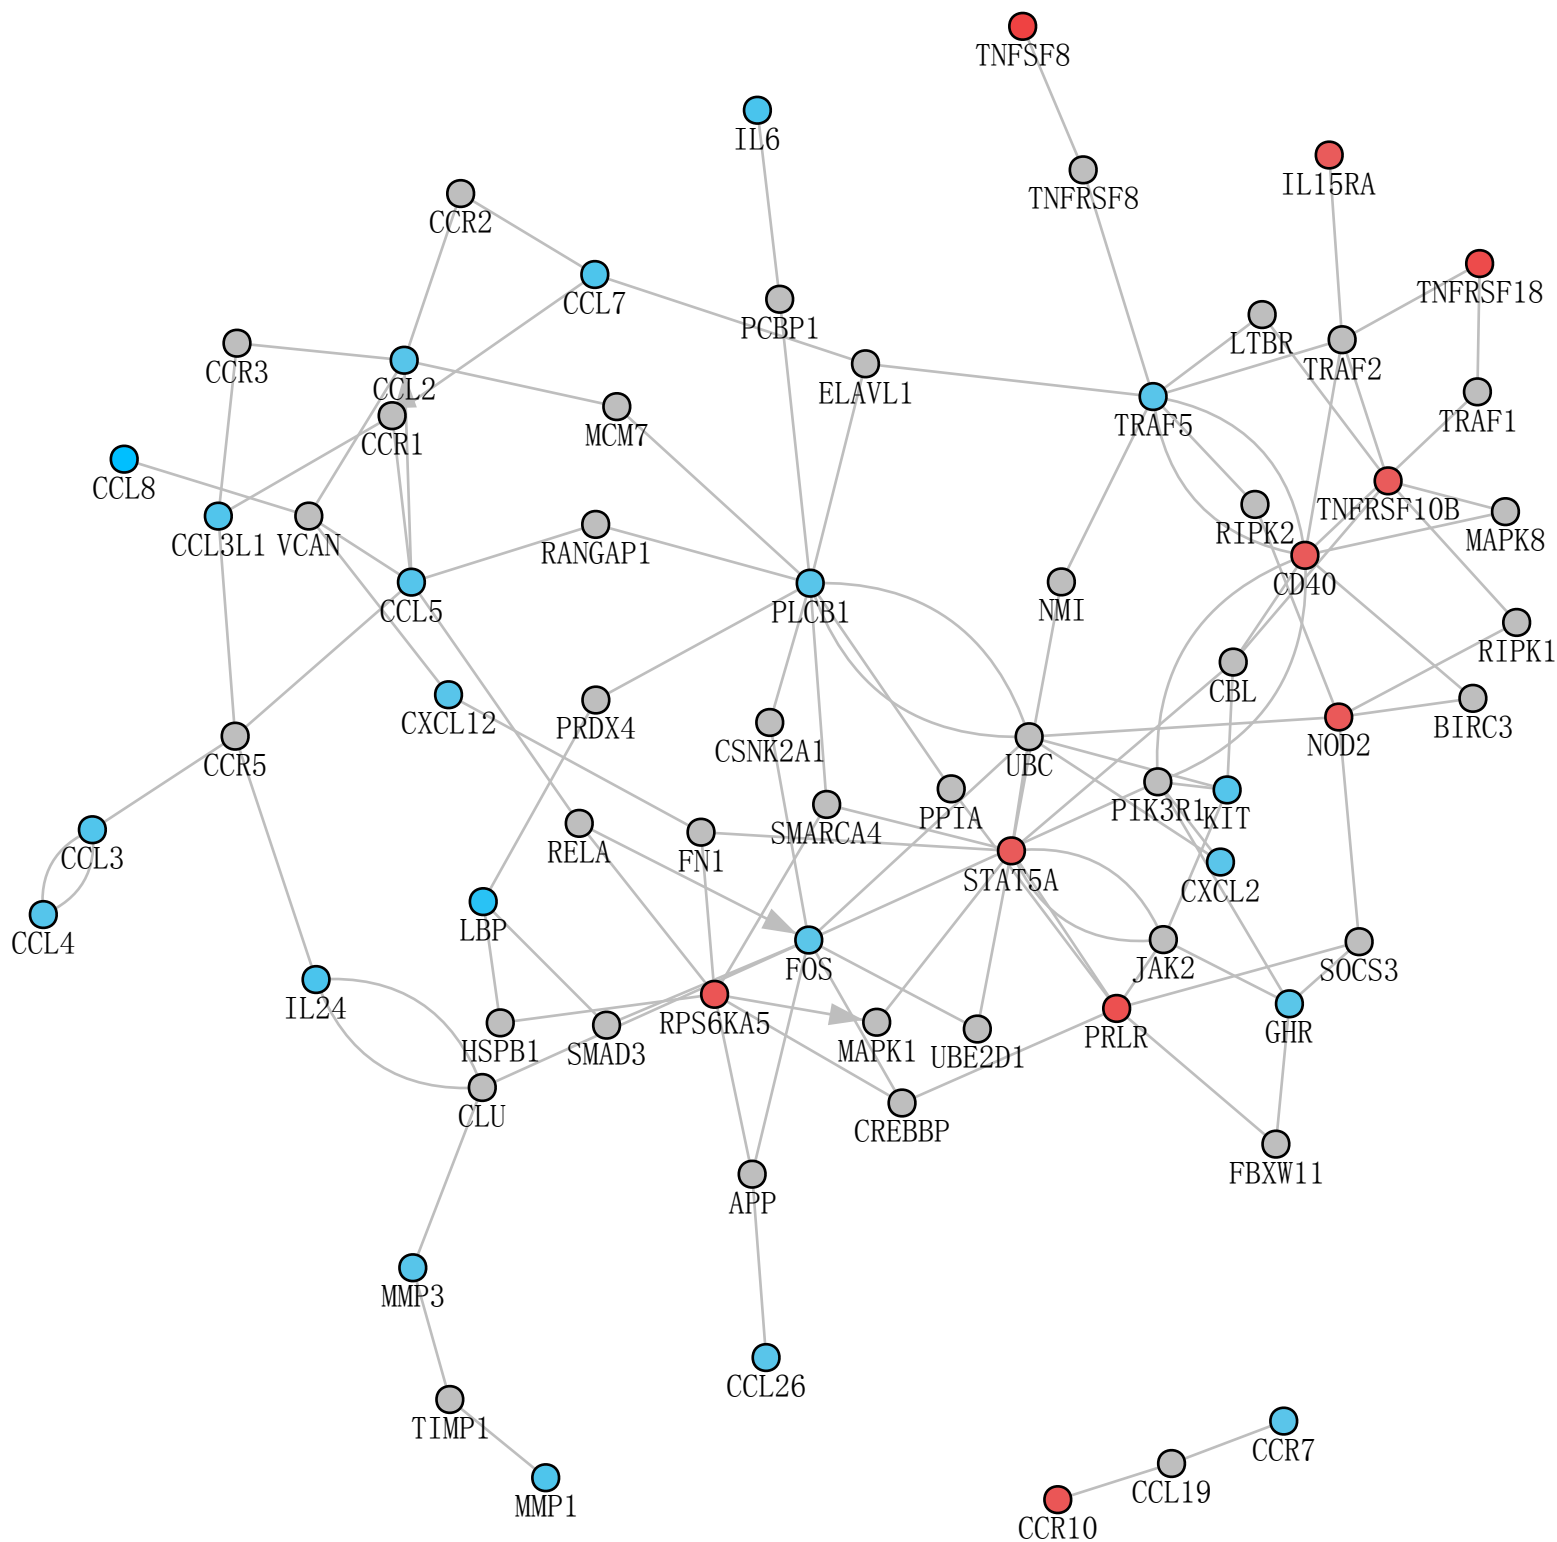 TNFSF8
IL6
TNFRSF8
IL15RA
CCR2
CCL7
TNFRSF18
PCBP1
LTBR
TRAF2
CCR3
CCL2
ELAVL1
TRAF5
TRAF1
CCR1
MCM7
CCL8
TNFRSF10B
CCL3L1
VCAN
RANGAP1
RIPK2
MAPK8
CCL5
PLCB1
NMI
CD40
RIPK1
CBL
CXCL12
PRDX4
CSNK2A1
UBC
NOD2
BIRC3
CCR5
PIK3R1
KIT
CCL3
RELA
FN1
SMARCA4
PPIA
STAT5A
CXCL2
CCL4
LBP
FOS
JAK2
SOCS3
IL24
RPS6KA5
PRLR
GHR
HSPB1
SMAD3
MAPK1
UBE2D1
CLU
CREBBP
FBXW11
APP
MMP3
CCL26
TIMP1
CCR7
MMP1
CCL19
CCR10